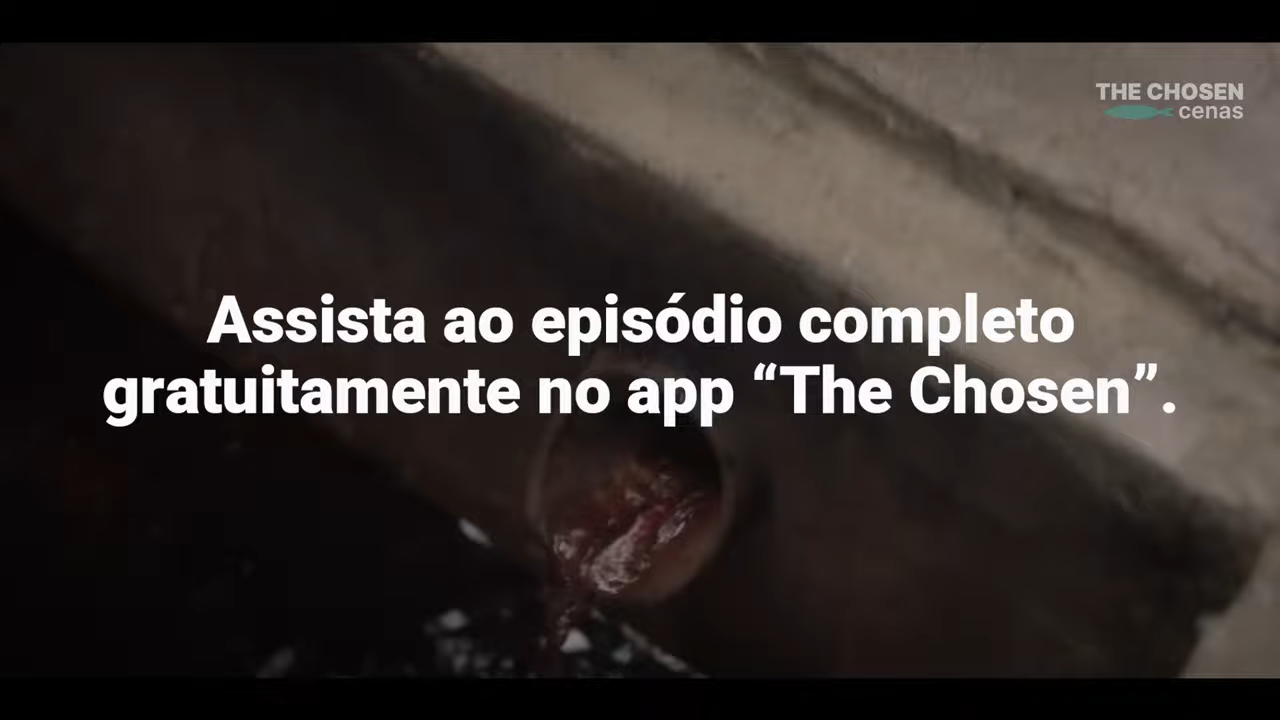 THE CHOSEN
cenas
Assista ao episódio completo
gratuitamente no app “The Chosen”.